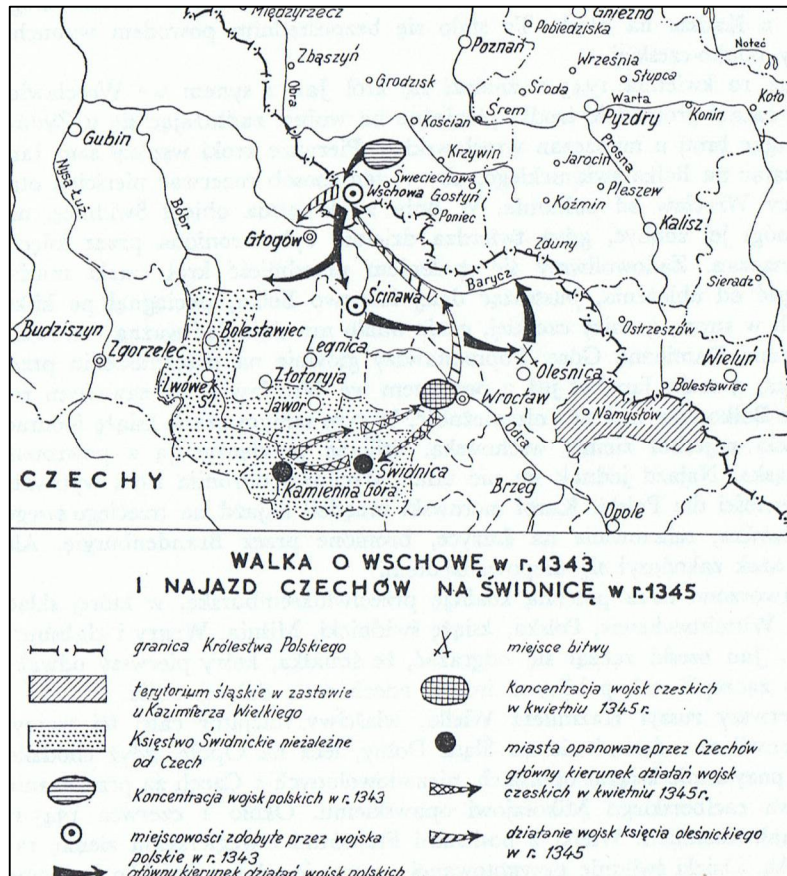 Międzyrzecz
Zbąszyń
Obra
Grodzisk
Poznań
Gniezno
Pobiedziska
Września
Słupca
Noteć
Środa
Warta
Gubin
Kościan
Śrem
Pyzdry
Konin
Koło
Nysa Łuż.
Bóbr
Krzywin
Święciechowa
Wschowa
Gostyń
Poniec
Jarocin
Prosna
Pleszew
Koźmin
Głogów
Kalisz
Zduny
Barycz
Sieradz
Ścinawa
Budziszyn
Zgorzelec
Bolesławiec
Legnica
Ostrzeszów
Wieluń
Lwówek
Śl.
Złotoryja
Oleśnica
Bolesławiec
Jawor
Wrocław
Namysłów
Odra
CZECHY
Kamienna Góra
Świdnica
Brzeg
Opole
WALKA O WSCHOWĘ w r. 1343
I NAJAZD CZECHÓW NA ŚWIDNICĘ w r. 1345
granica Królestwa Polskiego
terytorium śląskie w zastawie
u Kazimierza Wielkiego
Księstwo Świdnickie niezależne
od Czech
Koncentracja wojsk polskich w r. 1343
miejscowości zdobyte przez wojska
polskie w r. 1343
główny kierunek działań wojsk polskich
miejsce bitwy
koncentracja wojsk czeskich
w kwietniu 1345 r.
miasta opanowane przez Czechów
główny kierunek działań wojsk
czeskich w kwietniu 1345 r.
działanie wojsk księcia oleśnickiego
w r. 1345